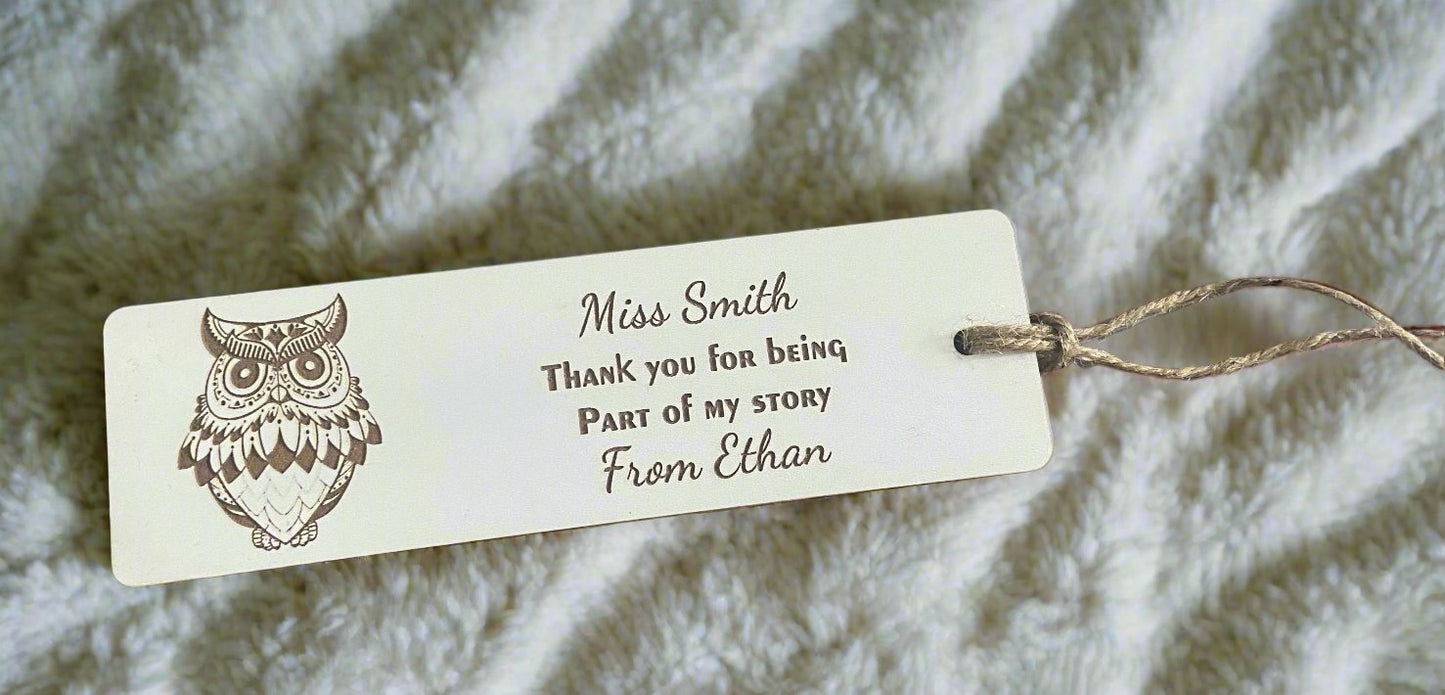 Miss Smith
Thank you for being
Part of my story
From Ethan